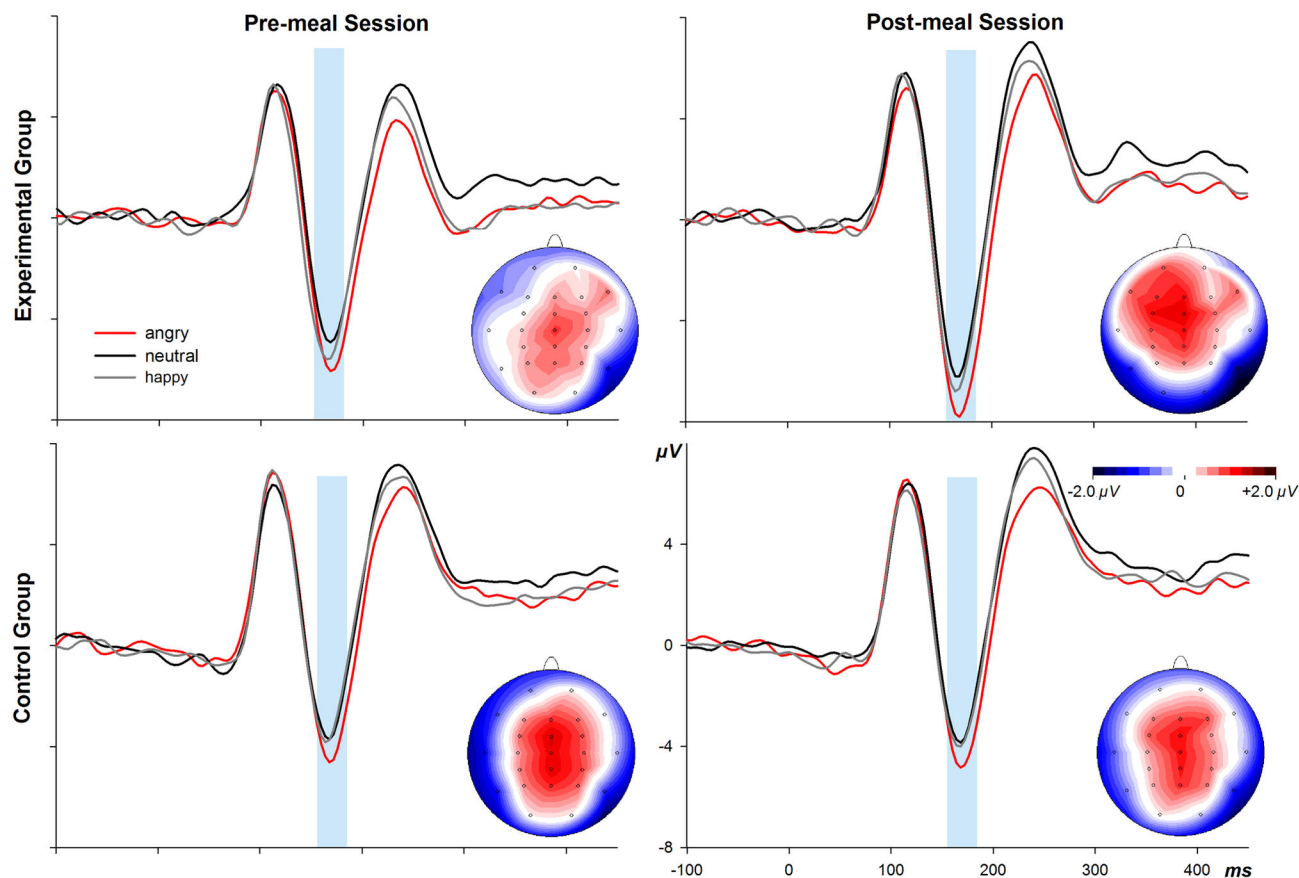 Pre-meal Session
Post-meal Session
Experimental Group
angry
neutral
happy
Control Group
µV
-2.0 µV 0 +2.0 µV
4
0
-4
-8
-100 0 100 200 300 400 ms